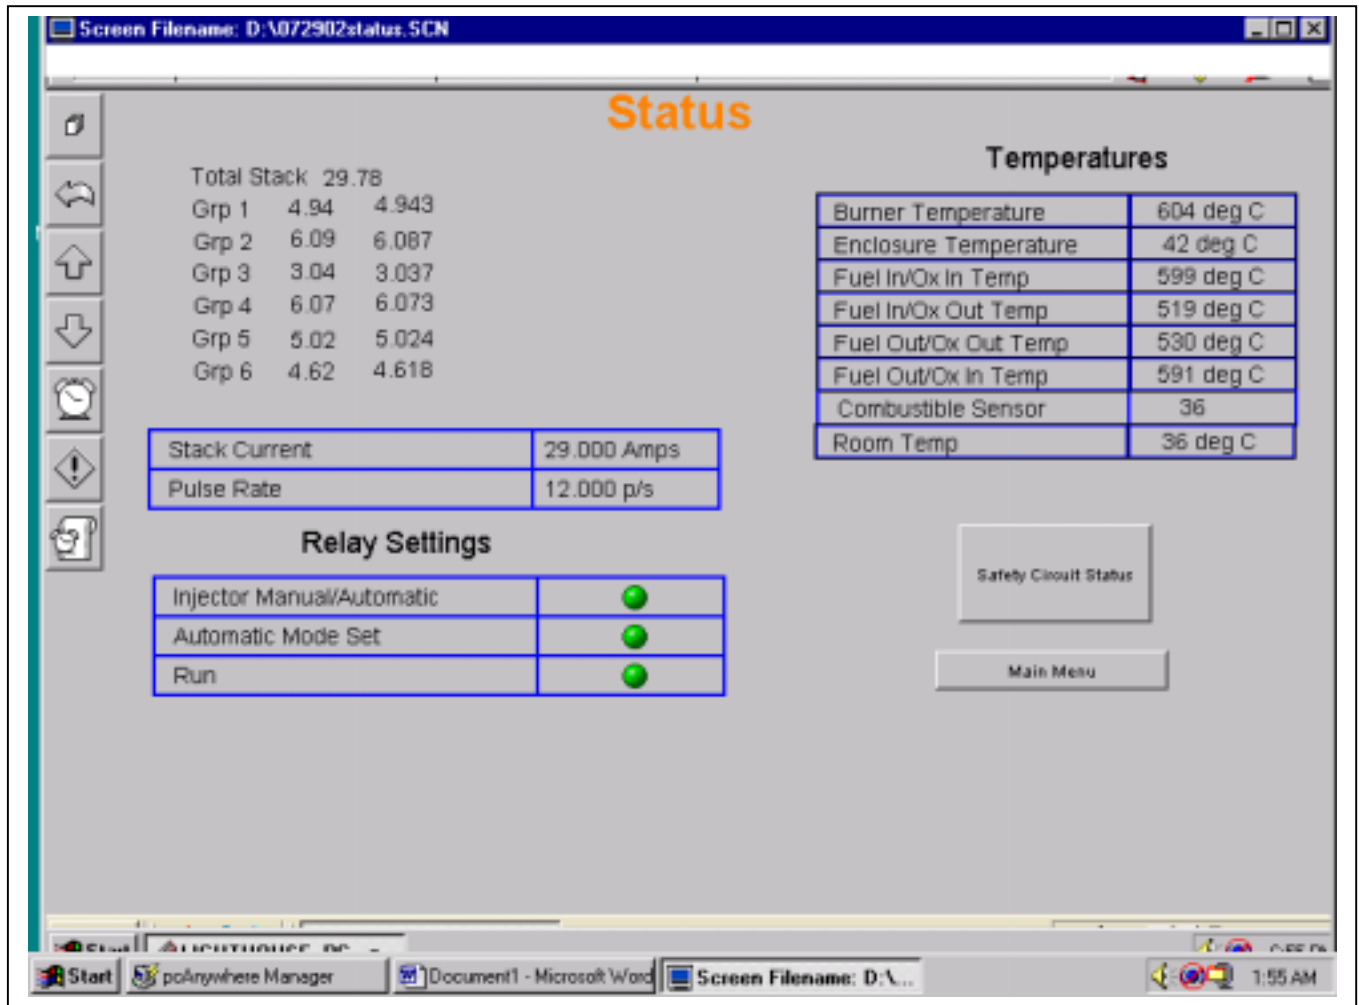 Screen Filename: D:\072902status.SCN
Status
Total Stack 29.78
Grp 1 4.94 4.943
Grp 2 6.09 6.087
Grp 3 3.04 3.037
Grp 4 6.07 6.073
Grp 5 5.02 5.024
Grp 6 4.62 4.618
Stack Current 29.000 Amps
Pulse Rate 12.000 p/s
Relay Settings
Injector Manual/Automatic
Automatic Mode Set
Run
Temperatures
Burner Temperature 604 deg C
Enclosure Temperature 42 deg C
Fuel In/Ox In Temp 599 deg C
Fuel In/Ox Out Temp 519 deg C
Fuel Out/Ox Out Temp 530 deg C
Fuel Out/Ox In Temp 591 deg C
Combustible Sensor 36
Room Temp 36 deg C
Safety Circuit Status
Main Menu
Start pcAnywhere Manager Document1 - Microsoft Word Screen Filename: D:\... 1:55 AM